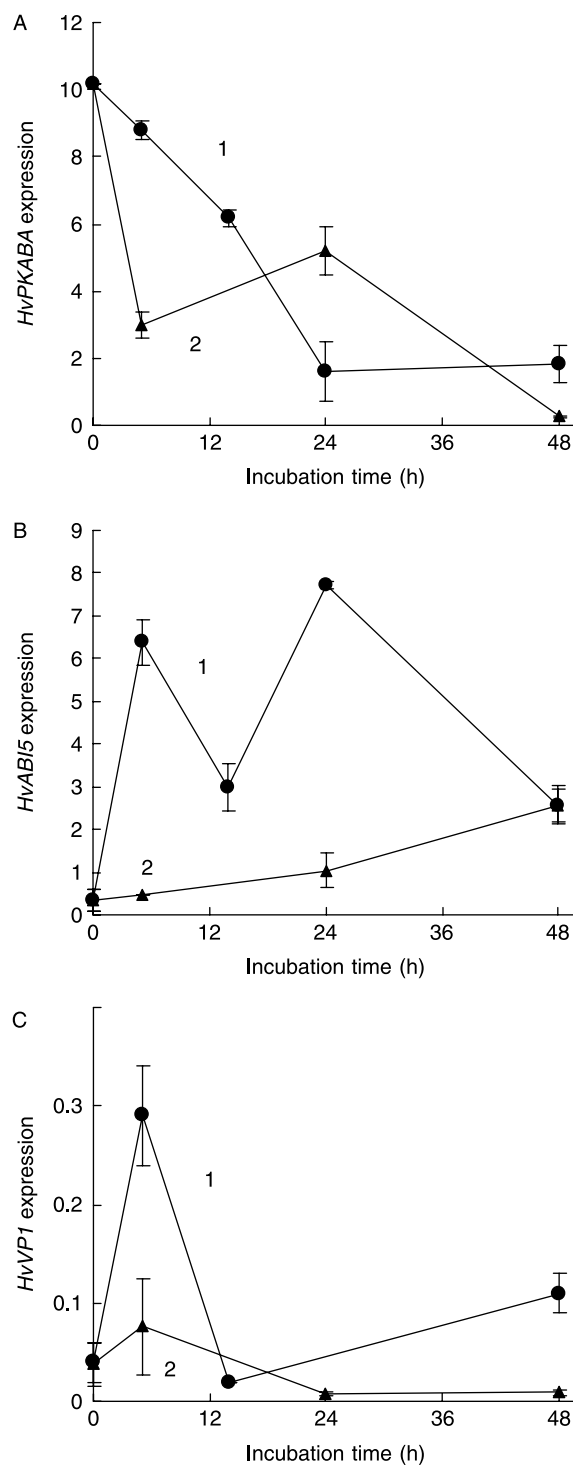 A
12
10
8
6
4
2
0
HvPKABA expression
1
2
0 12 24 36 48
Incubation time (h)
B
9
8
7
6
5
4
3
2
1
0
HvABI5 expression
1
2
0 12 24 36 48
Incubation time (h)
C
0.3
0.2
0.1
0
HvVP1 expression
1
2
0 12 24 36 48
Incubation time (h)